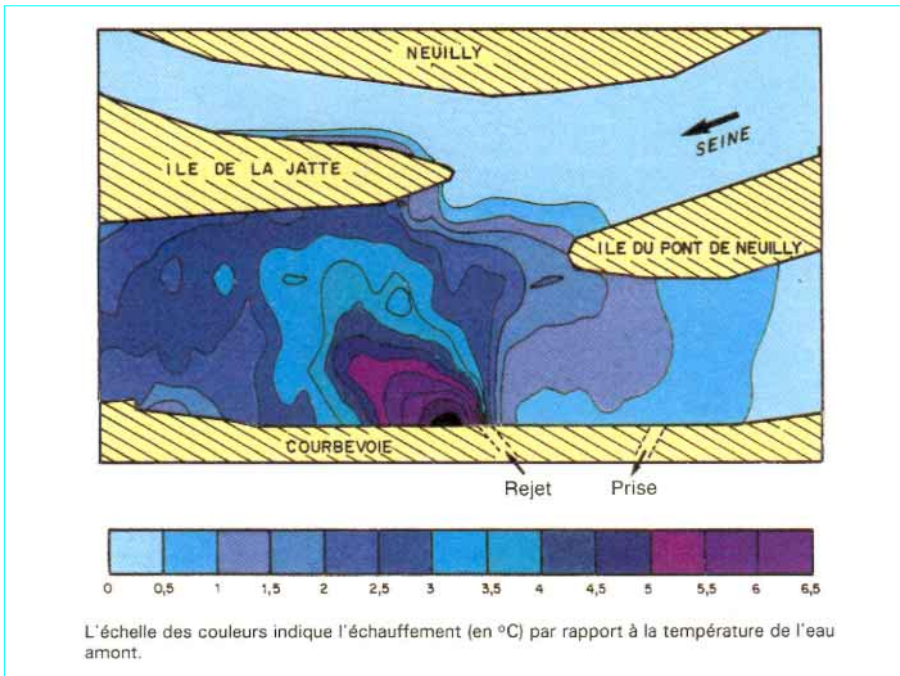 NEUILLY
SEINE
ILE DE LA JATTE
ILE DU PONT DE NEUILLY
COURBEVOIE
Rejet Prise
0 0,5 1 1,5 2 2,5 3 3,5 4 4,5 5 5,5 6 6,5
L'échelle des couleurs indique l'échauffement (en ºC) par rapport à la température de l'eau
amont.